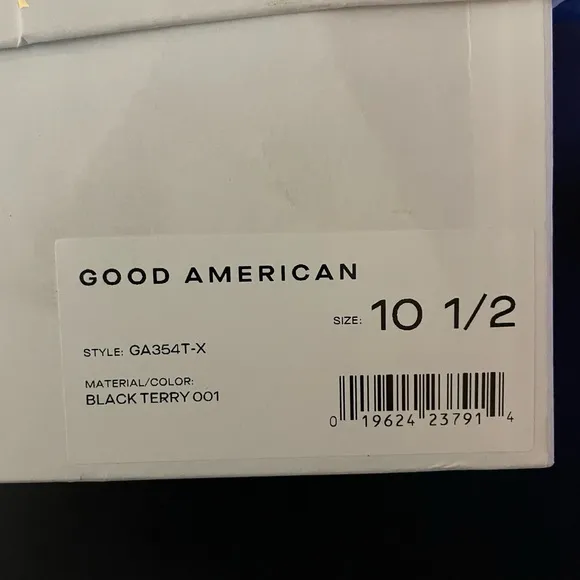 GOOD AMERICAN
SIZE: 10 1/2
STYLE: GA354T-X
MATERIAL/COLOR:
BLACK TERRY 001
0 19624 23791 4